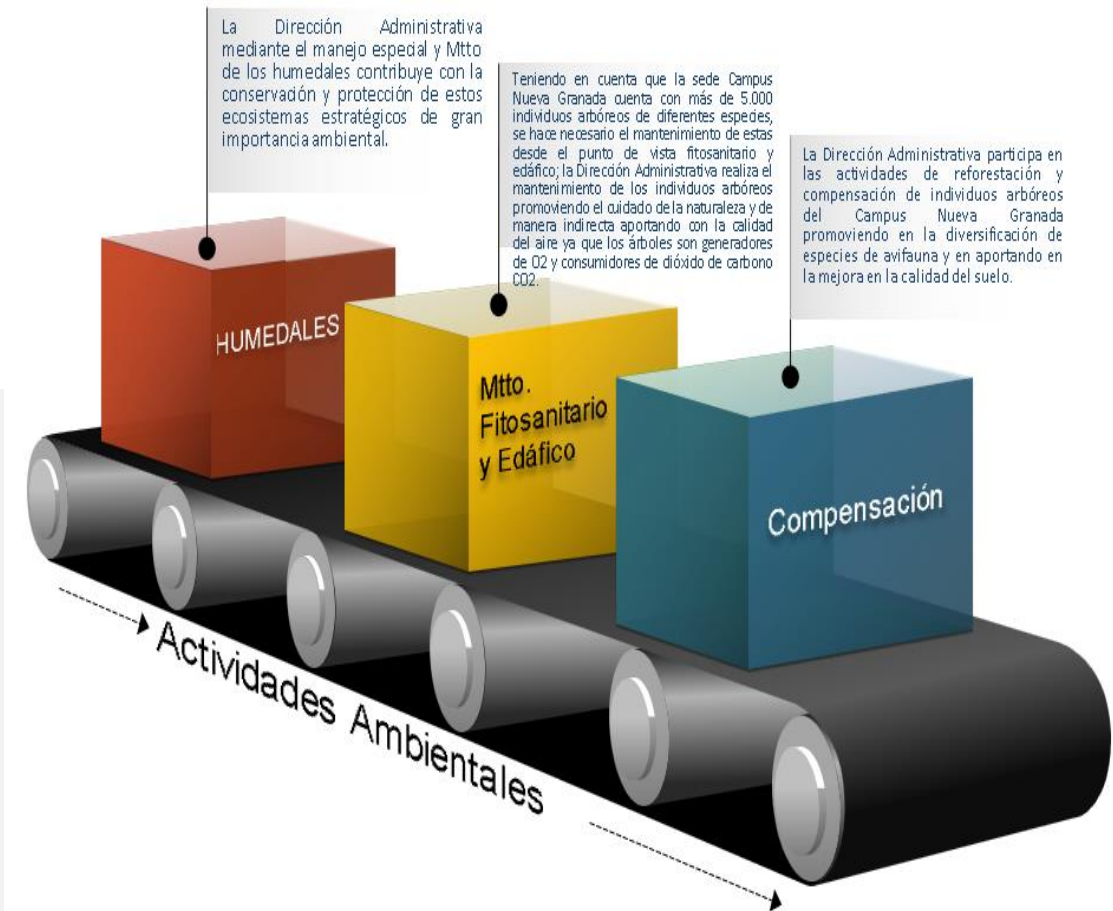 La Dirección Administrativa
mediante el manejo especial y Mtto
de los humedales contribuye con la
conservación y protección de estos
ecosistemas estratégicos de gran
importancia ambiental.
Teniendo en cuenta que la sede Campus
Nueva Granada cuenta con más de 5.000
individuos arbóreos de diferentes especies,
se hace necesario el mantenimiento de estas
desde el punto de vista fitosanitario y
edáfico; la Dirección Administrativa realiza el
mantenimiento de los individuos arbóreos
promoviendo el cuidado de la naturaleza y de
manera indirecta aportando con la calidad
del aire ya que los árboles son generadores
de O2 y consumidores de dióxido de carbono
CO2.
La Dirección Administrativa participa en
las actividades de reforestación y
compensación de individuos arbóreos
del Campus Nueva Granada
promoviendo en la diversificación de
especies de avifauna y en aportando en
la mejora en la calidad del suelo.
HUMEDALES
Mtto.
Fitosanitario
y Edáfico
Compensación
Actividades Ambientales